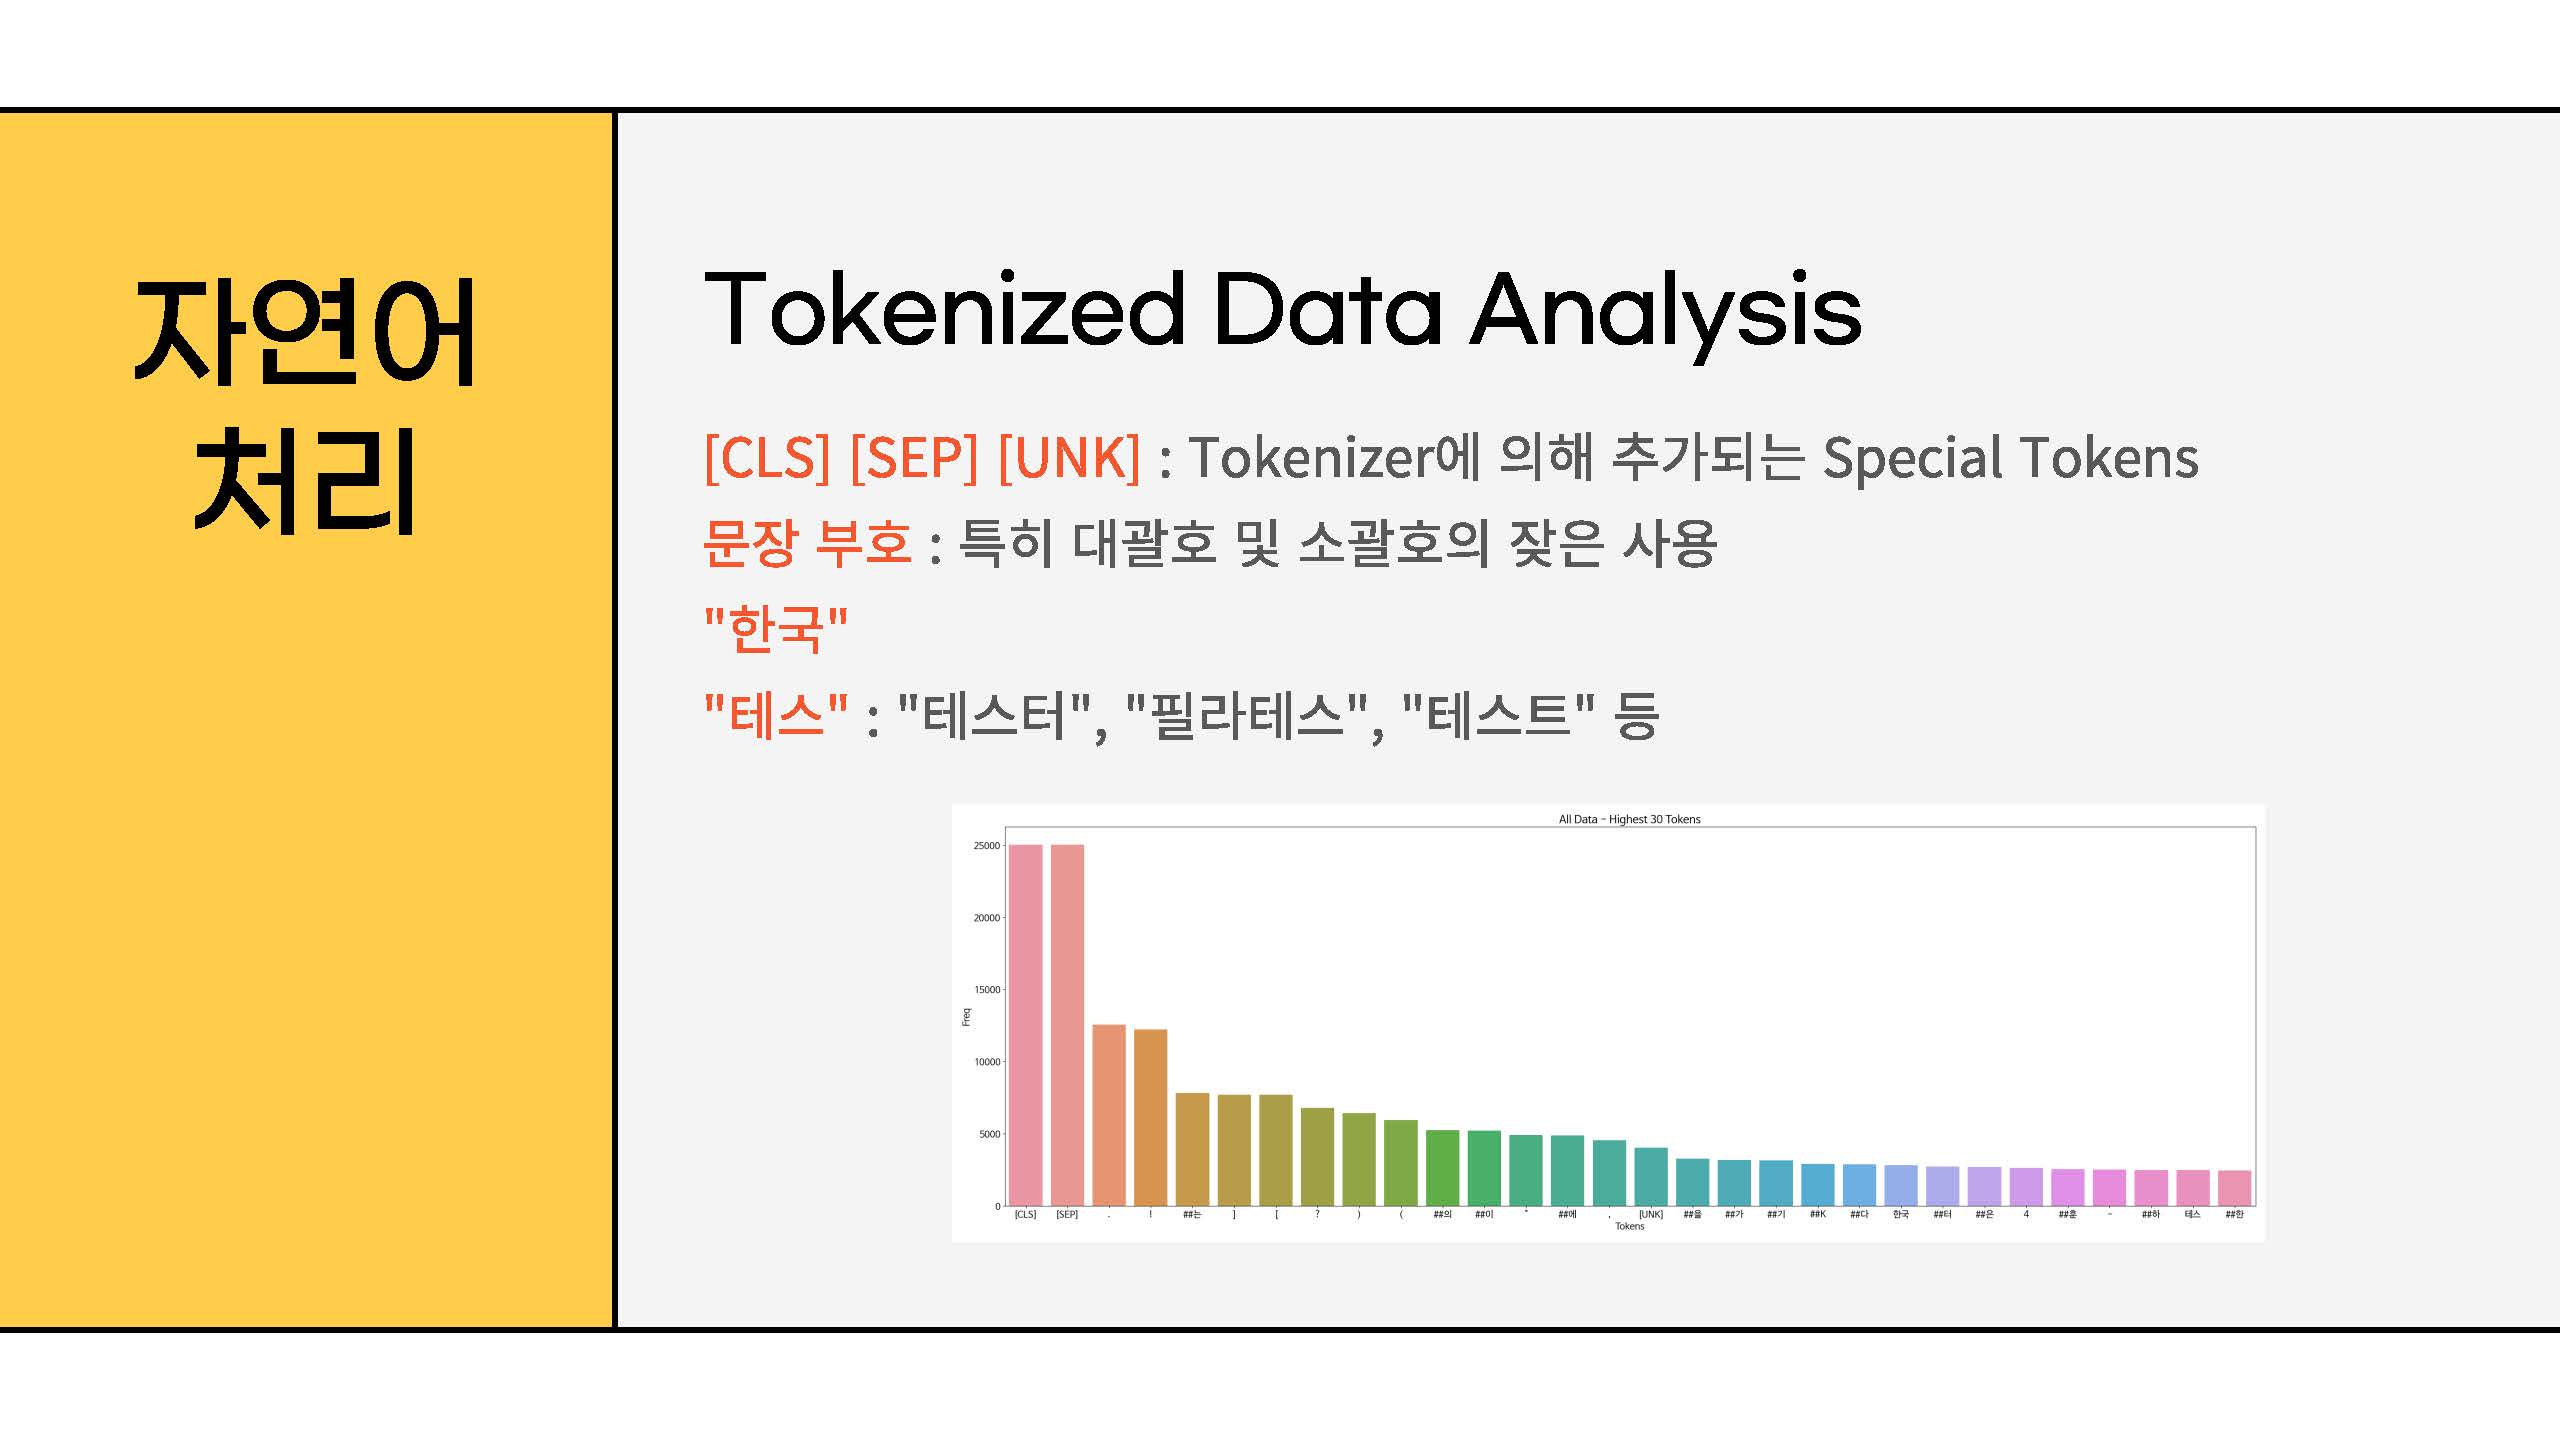 자연어
처리
Tokenized Data Analysis
[CLS] [SEP] [UNK] : Tokenizer에 의해 추가되는 Special Tokens
문장 부호 : 특히 대괄호 및 소괄호의 잦은 사용
"한국"
"테스" : "테스터", "필라테스", "테스트" 등
All Data - Highest 30 Tokens
25000
20000
15000
10000
5000
0
Freq
[CLS] [SEP] . ! ##는 ] [ ? ) ( ##의 ##이 ##에 , [UNK] ##을 ##가 ##기 ##K ##다 한국 ##터 ##은 4 ##훈 ##하 테스 ##한
Tokens